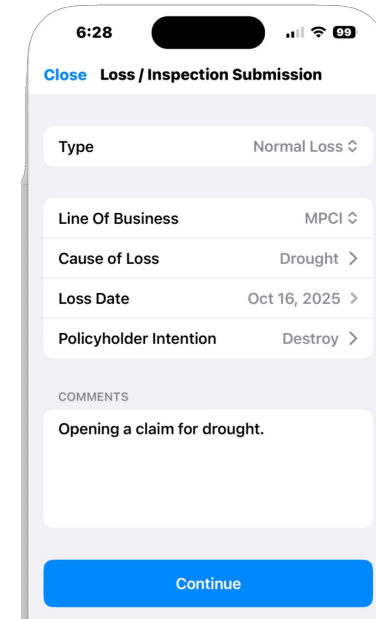 6:28
99
Close Loss / Inspection Submission
Type Normal Loss
Line Of Business MPCI
Cause of Loss Drought
Loss Date Oct 16, 2025
Policyholder Intention Destroy
COMMENTS
Opening a claim for drought.
Continue